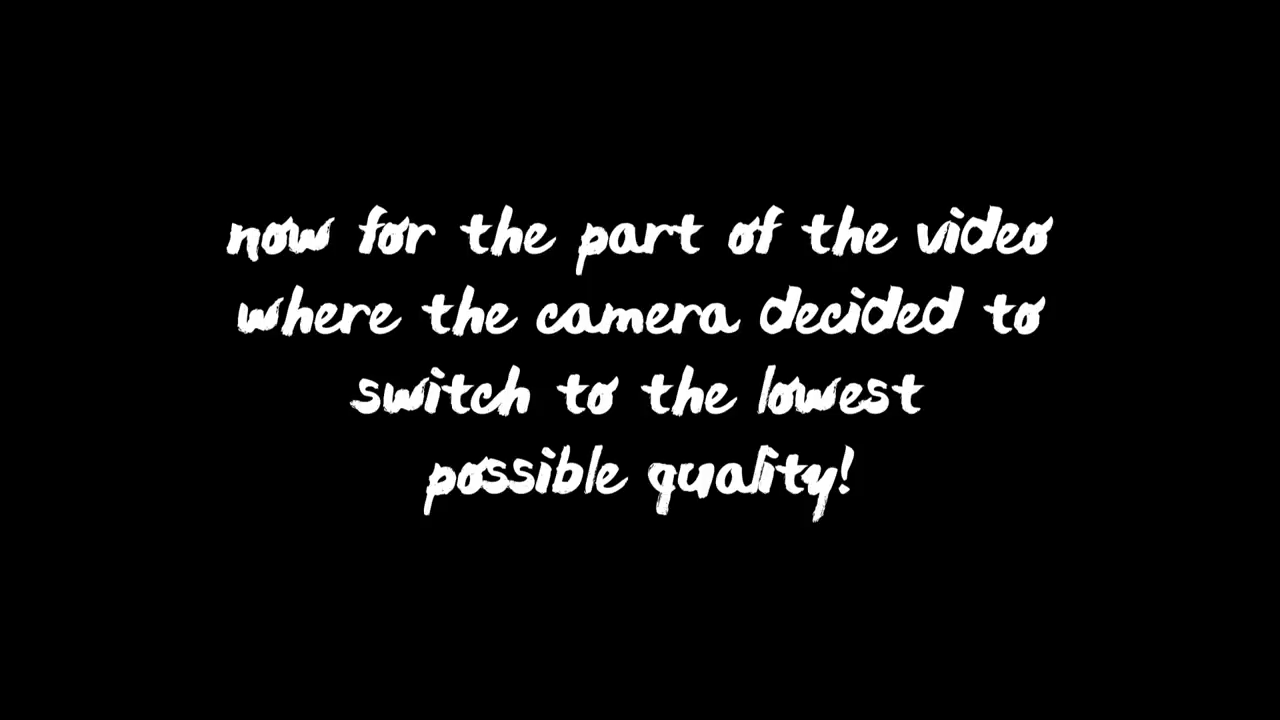 now for the part of the video
where the camera decided to
switch to the lowest
possible quality!